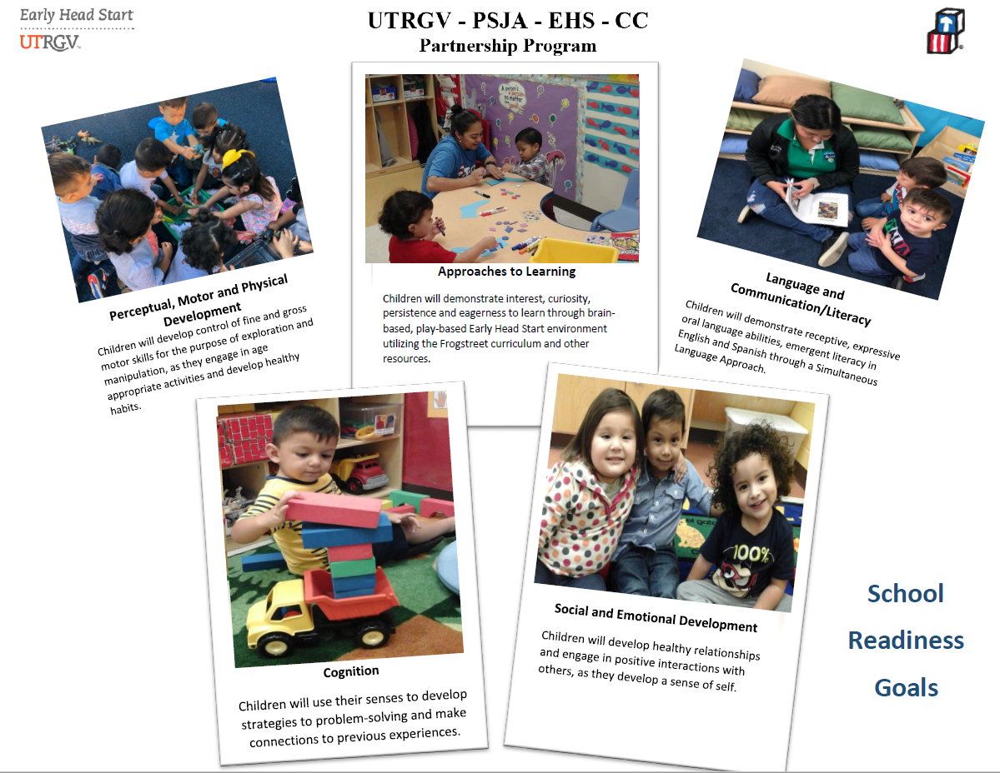 Early Head Start
UTRGV
UTRGV - PSJA - EHS - CC
Partnership Program
A person's
a person,
no matter
how small
Perceptual, Motor and Physical
Development
Children will develop control of fine and gross
motor skills for the purpose of exploration and
manipulation, as they engage in age
appropriate activities and develop healthy
habits.
Approaches to Learning
Children will demonstrate interest, curiosity,
persistence and eagerness to learn through brain-
based, play-based Early Head Start environment
utilizing the Frogstreet curriculum and other
resources.
Language and
Communication/Literacy
Children will demonstrate receptive, expressive
oral language abilities, emergent literacy in
English and Spanish through a Simultaneous
Language Approach.
Cognition
Children will use their senses to develop
strategies to problem-solving and make
connections to previous experiences.
el gato
100%
Social and Emotional Development
Children will develop healthy relationships
and engage in positive interactions with
others, as they develop a sense of self.
School
Readiness
Goals